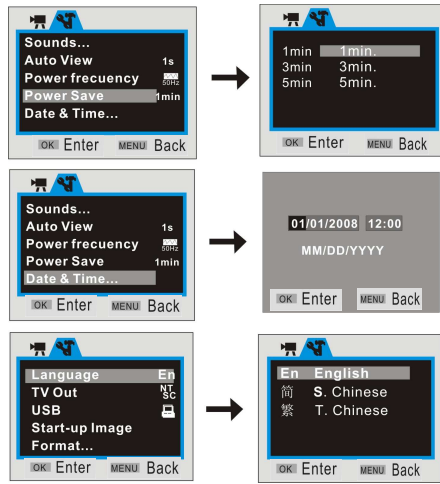 Sounds...
Auto View 1s
Power frecuency 50Hz
Power Save 1min
Date & Time...
OK Enter MENU Back
1min 1min.
3min 3min.
5min 5min.
OK Enter MENU Back
Sounds...
Auto View 1s
Power frecuency 50Hz
Power Save 1min
Date & Time...
OK Enter MENU Back
01/01/2008 12:00
MM/DD/YYYY
OK Enter MENU Back
Language En
TV Out NT SC
USB
Start-up Image
Format...
OK Enter MENU Back
En English
简 S. Chinese
繁 T. Chinese
OK Enter MENU Back